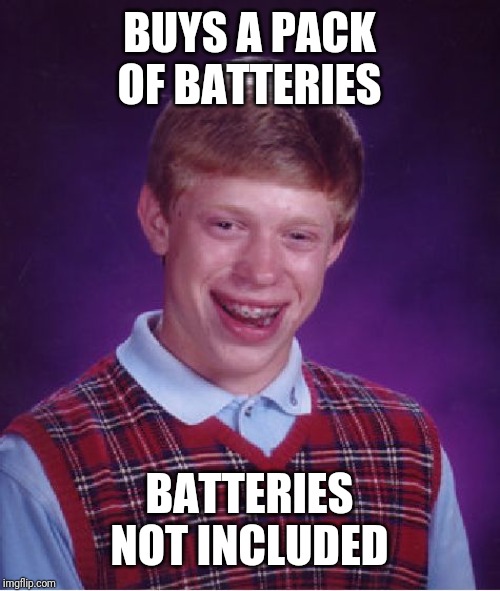 BUYS A PACK
OF BATTERIES
BATTERIES
NOT INCLUDED
imgflip.com